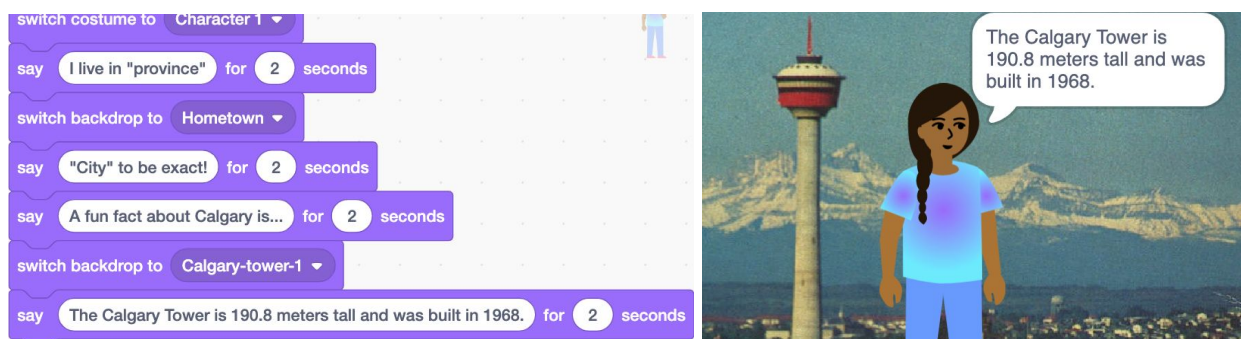 switch costume to Character 1
say I live in "province" for 2 seconds
switch backdrop to Hometown
say "City" to be exact! for 2 seconds
say A fun fact about Calgary is... for 2 seconds
switch backdrop to Calgary-tower-1
say The Calgary Tower is 190.8 meters tall and was built in 1968. for 2 seconds
The Calgary Tower is
190.8 meters tall and was
built in 1968.